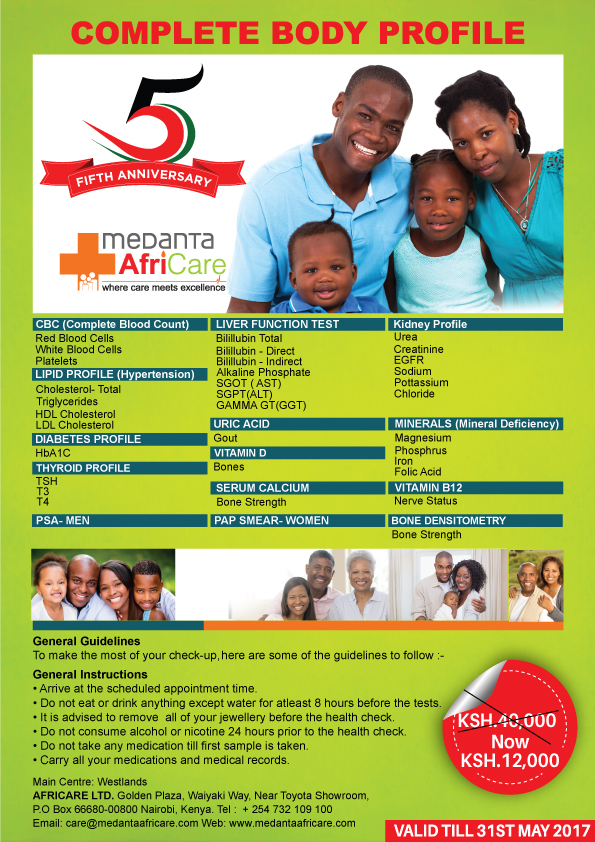 COMPLETE BODY PROFILE
5
FIFTH ANNIVERSARY
medanta
AfriCare
where care meets excellence
CBC (Complete Blood Count)
Red Blood Cells
White Blood Cells
Platelets
LIPID PROFILE (Hypertension)
Cholesterol- Total
Triglycerides
HDL Cholesterol
LDL Cholesterol
DIABETES PROFILE
HbA1C
THYROID PROFILE
TSH
T3
T4
PSA- MEN
LIVER FUNCTION TEST
Bilillubin Total
Bilillubin - Direct
Bilillubin - Indirect
Alkaline Phosphate
SGOT ( AST)
SGPT(ALT)
GAMMA GT(GGT)
URIC ACID
Gout
VITAMIN D
Bones
SERUM CALCIUM
Bone Strength
PAP SMEAR- WOMEN
Kidney Profile
Urea
Creatinine
EGFR
Sodium
Pottassium
Chloride
MINERALS (Mineral Deficiency)
Magnesium
Phosphrus
Iron
Folic Acid
VITAMIN B12
Nerve Status
BONE DENSITOMETRY
Bone Strength
General Guidelines
To make the most of your check-up,here are some of the guidelines to follow :-
General Instructions
• Arrive at the scheduled appointment time.
• Do not eat or drink anything except water for atleast 8 hours before the tests.
• It is advised to remove all of your jewellery before the health check.
• Do not consume alcohol or nicotine 24 hours prior to the health check.
• Do not take any medication till first sample is taken.
• Carry all your medications and medical records.
KSH.40,000
Now
KSH.12,000
Main Centre: Westlands
AFRICARE LTD. Golden Plaza, Waiyaki Way, Near Toyota Showroom,
P.O Box 66680-00800 Nairobi, Kenya. Tel : + 254 732 109 100
Email: care@medantaafricare.com Web: www.medantaafricare.com
VALID TILL 31ST MAY 2017